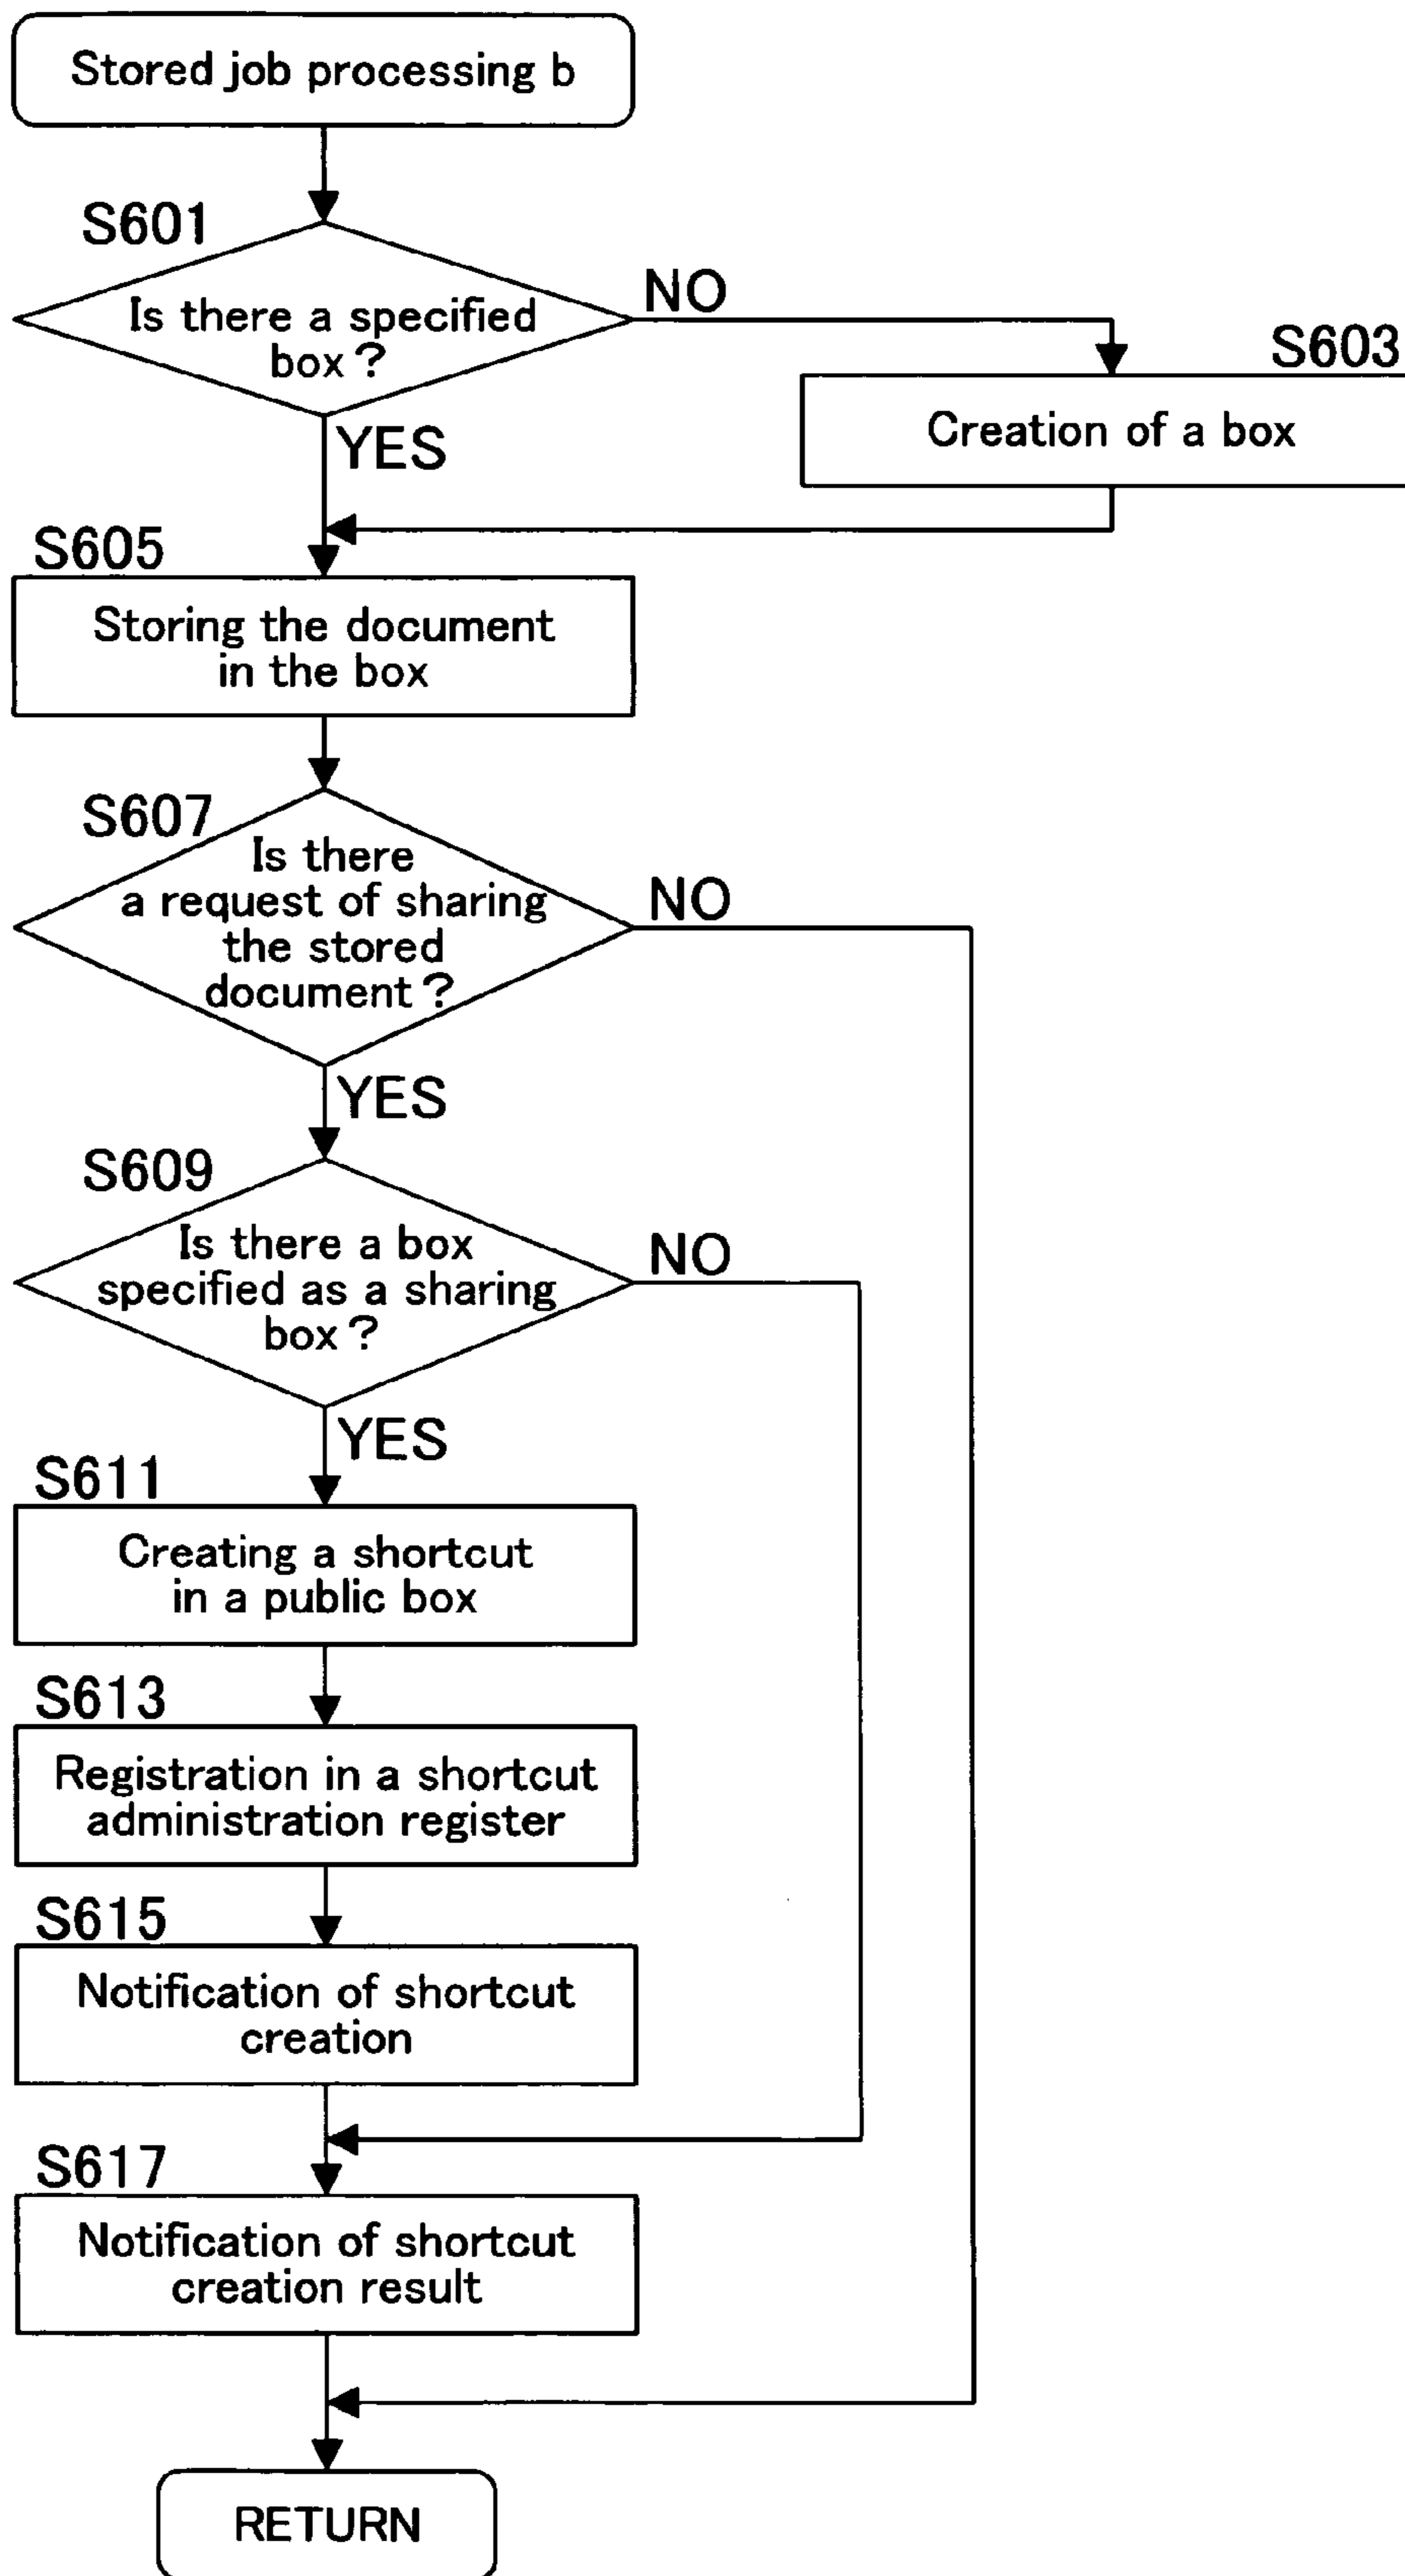 Stored job processing b
S601
Is there a specified
box?
NO
S603
Creation of a box
YES
S605
Storing the document
in the box
S607
Is there
a request of sharing
the stored
document?
NO
YES
S609
Is there a box
specified as a sharing
box?
NO
YES
S611
Creating a shortcut
in a public box
S613
Registration in a shortcut
administration register
S615
Notification of shortcut
creation
S617
Notification of shortcut
creation result
RETURN